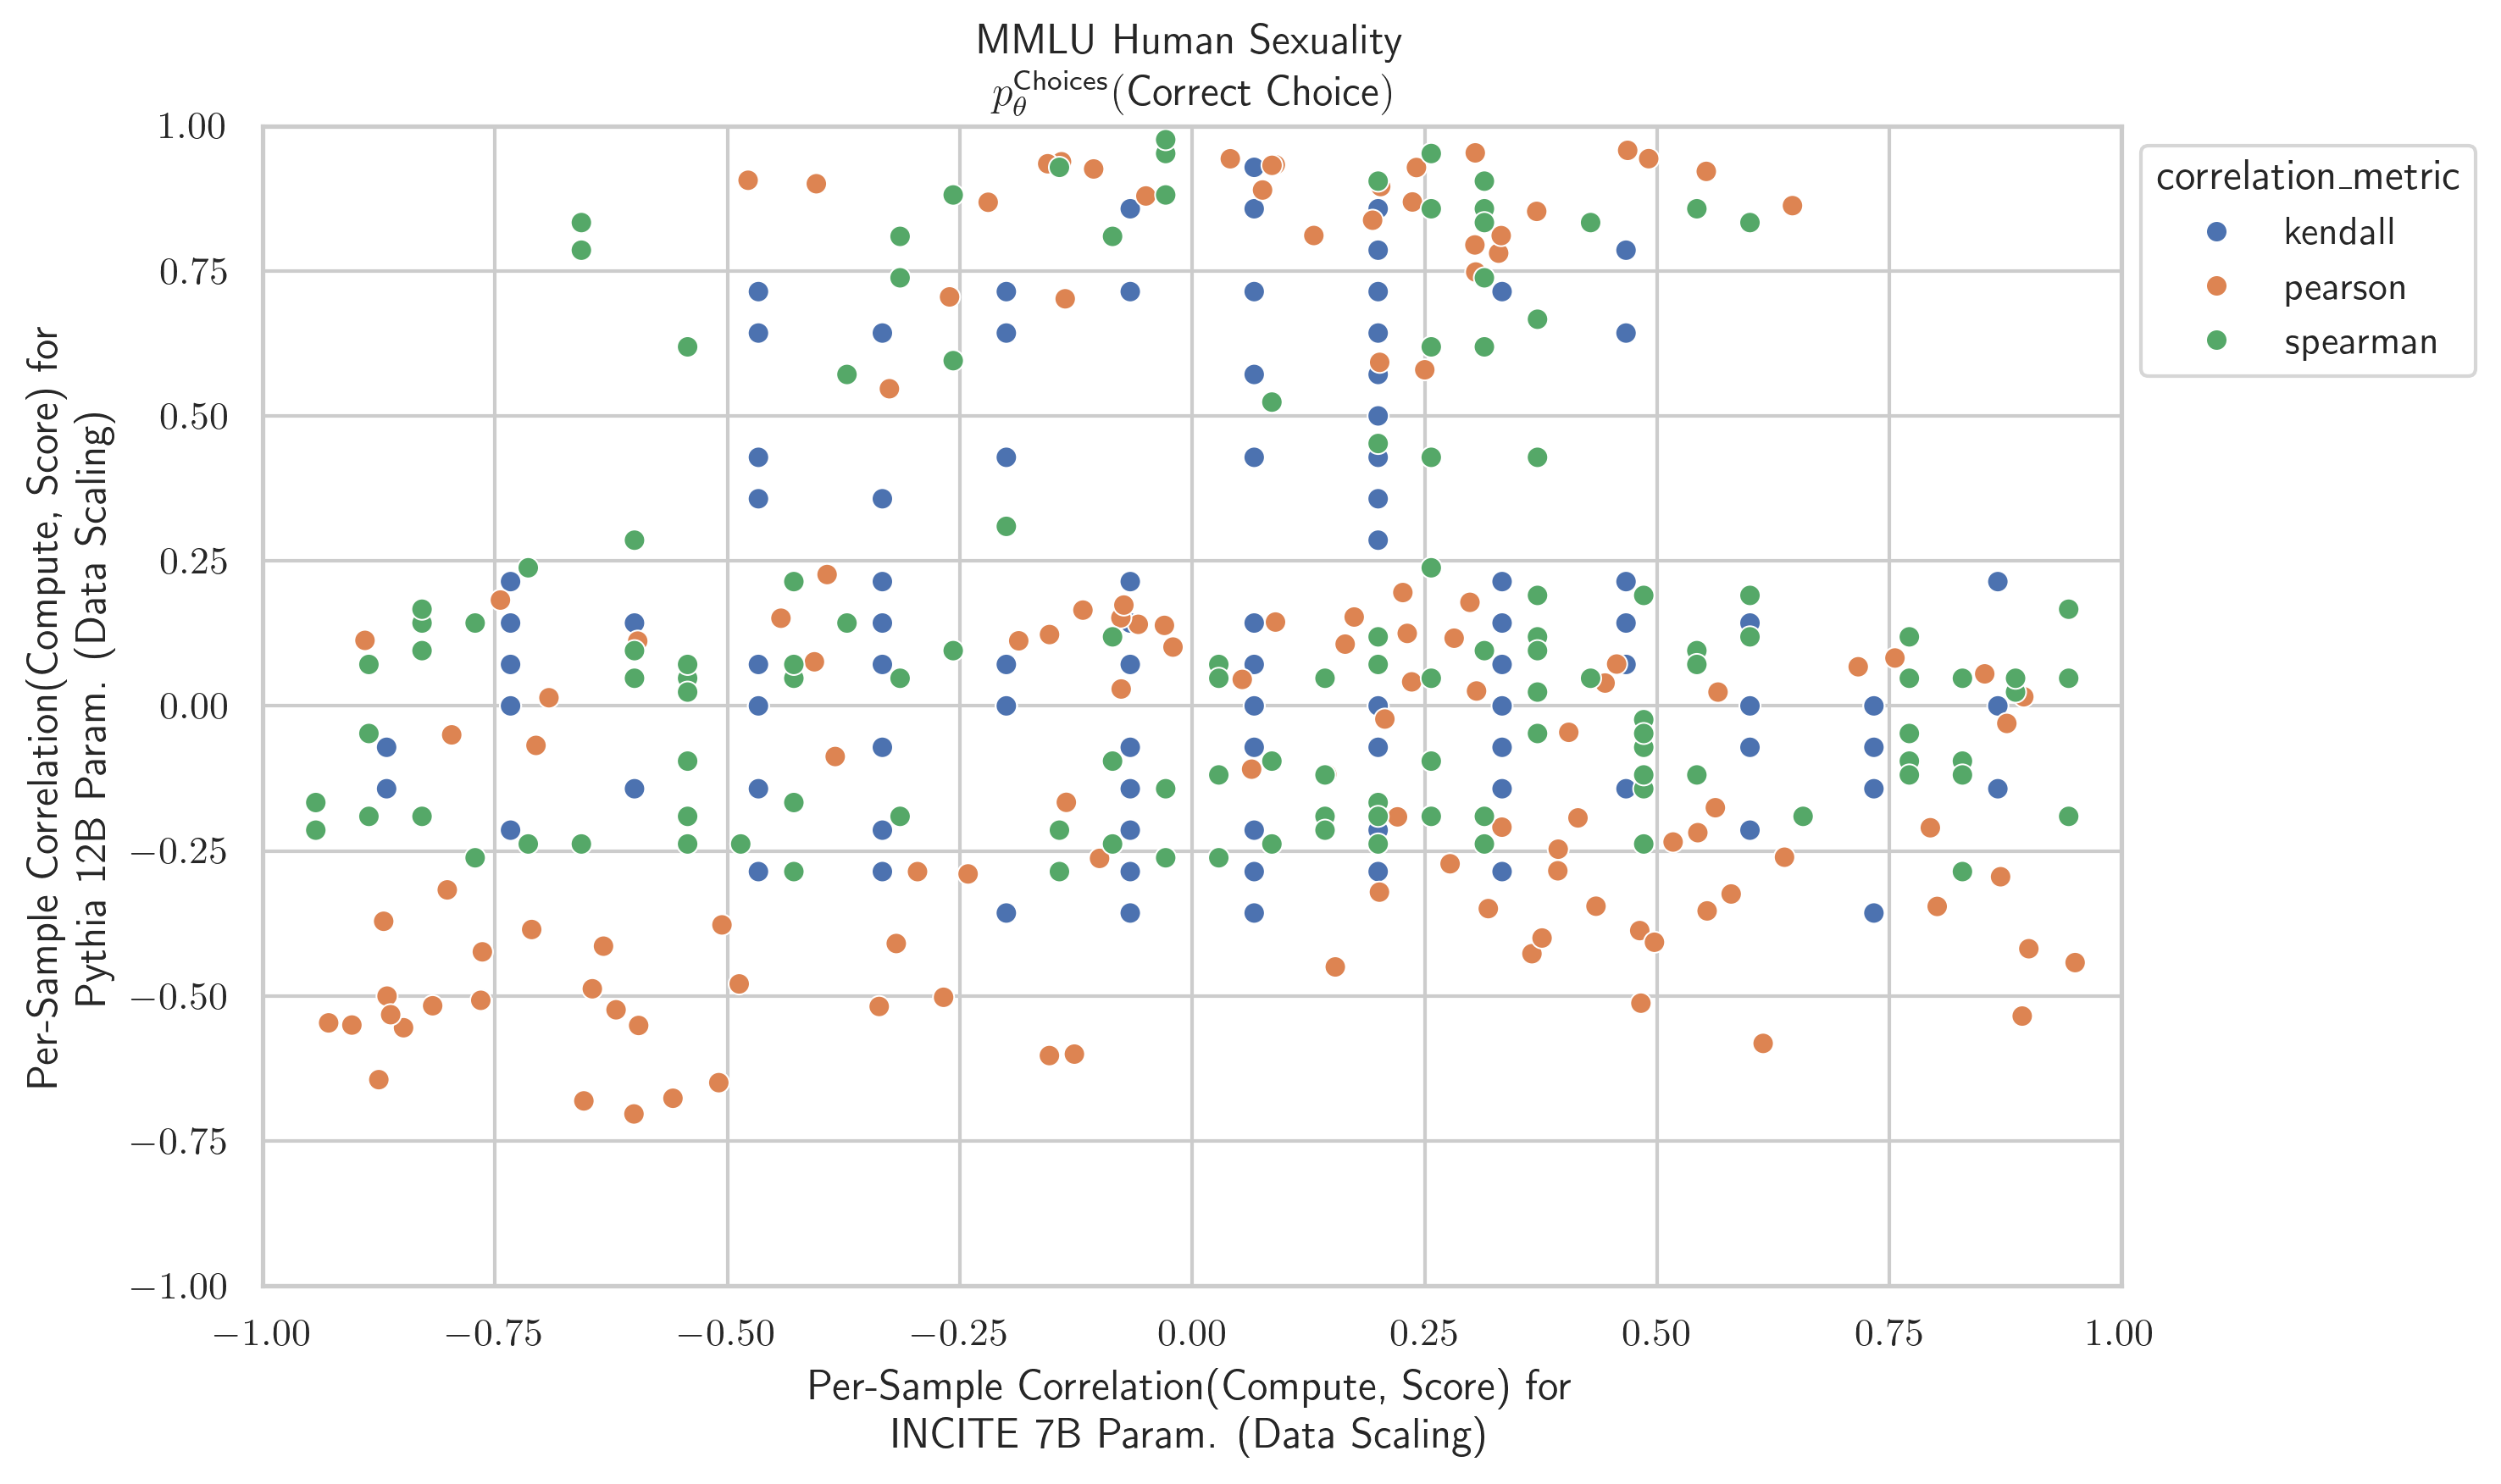 MMLU Human Sexuality
p_θ^Choices(Correct Choice)
1.00
0.75
0.50
0.25
0.00
−0.25
−0.50
−0.75
−1.00
Per-Sample Correlation(Compute, Score) for
Pythia 12B Param. (Data Scaling)
correlation_metric
kendall
pearson
spearman
−1.00
−0.75
−0.50
−0.25
0.00
0.25
0.50
0.75
1.00
Per-Sample Correlation(Compute, Score) for
INCITE 7B Param. (Data Scaling)